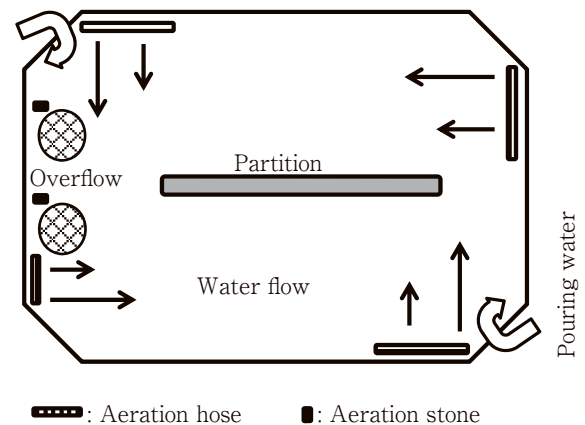 Partition
Overflow
Water flow
Pouring water
: Aeration hose
: Aeration stone